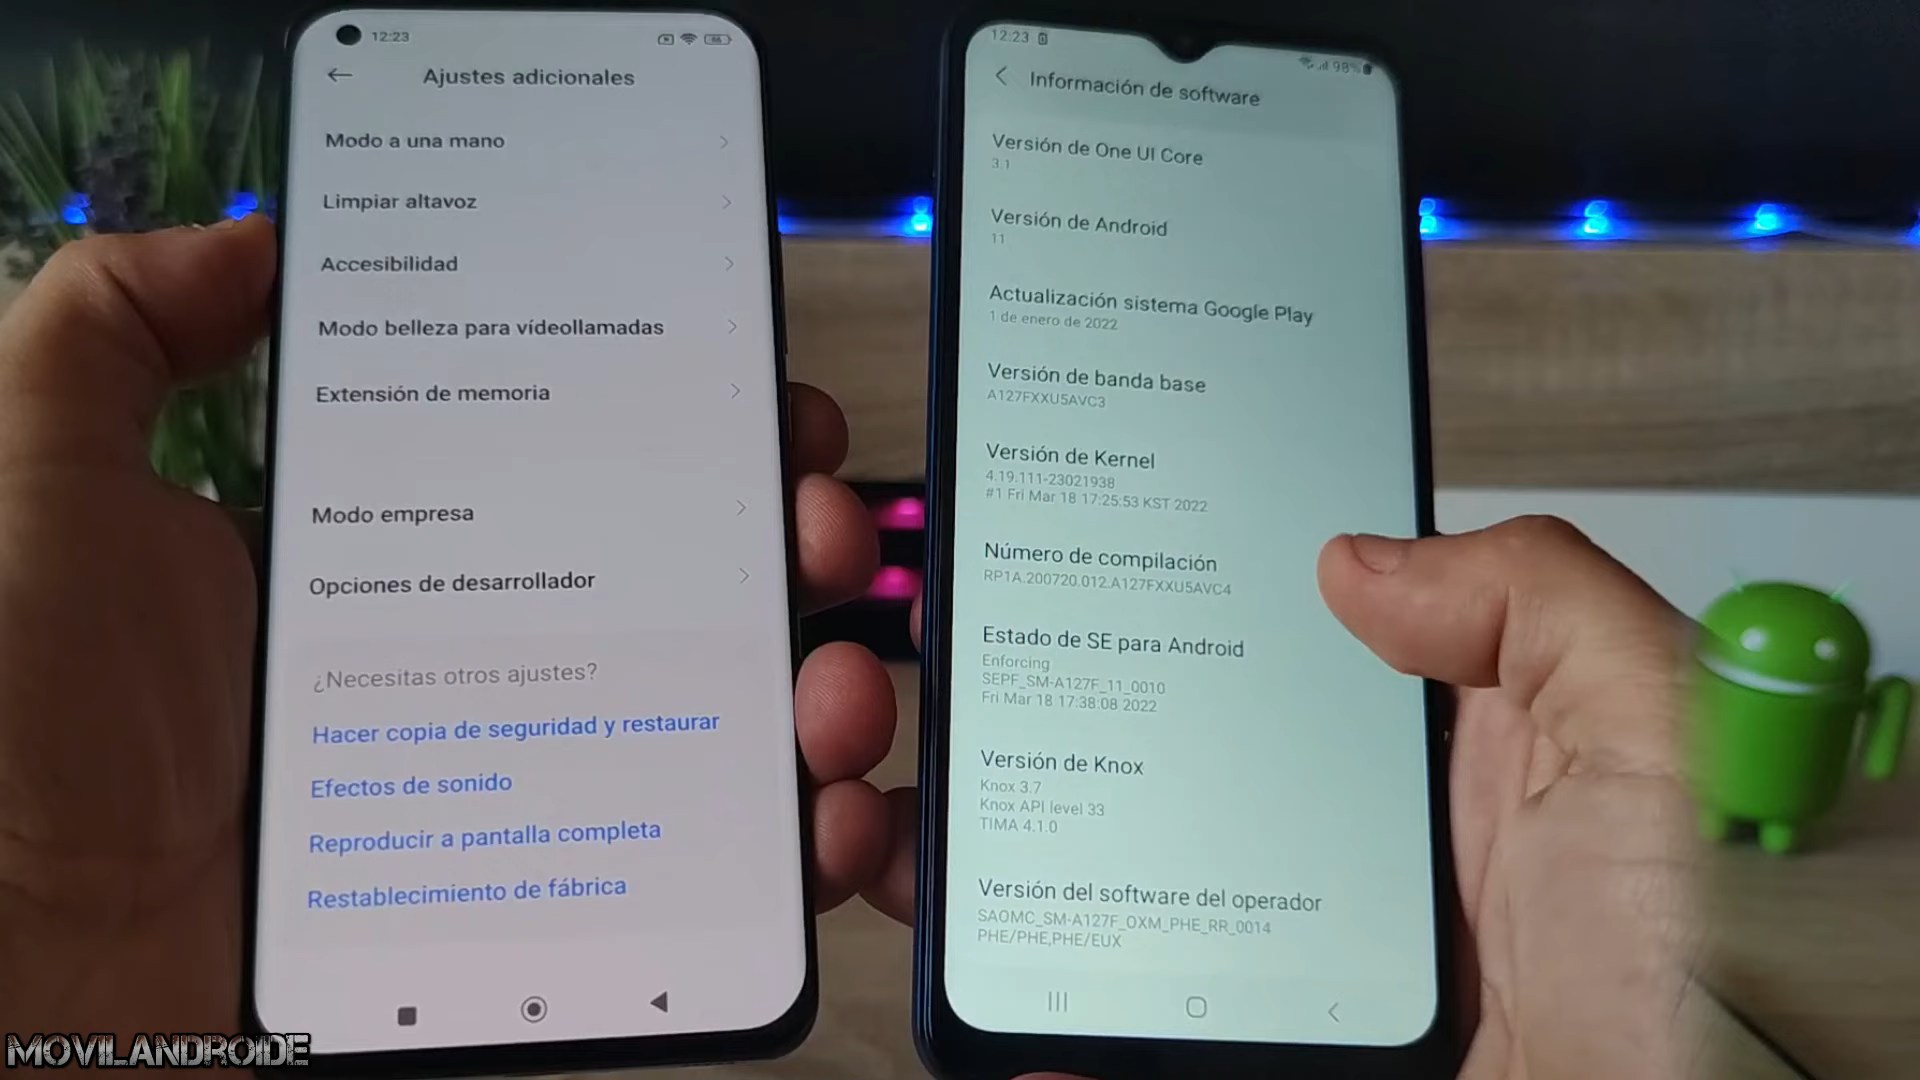 12:23
Ajustes adicionales
Modo a una mano
Limpiar altavoz
Accesibilidad
Modo belleza para vídeollamadas
Extensión de memoria
Modo empresa
Opciones de desarrollador
¿Necesitas otros ajustes?
Hacer copia de seguridad y restaurar
Efectos de sonido
Reproducir a pantalla completa
Restablecimiento de fábrica
12:23
98%
Información de software
Versión de One UI Core
3.1
Versión de Android
11
Actualización sistema Google Play
1 de enero de 2022
Versión de banda base
A127FXXU5AVC3
Versión de Kernel
4.19.111-23021938
#1 Fri Mar 18 17:25:53 KST 2022
Número de compilación
RP1A.200720.012.A127FXXU5AVC4
Estado de SE para Android
Enforcing
SEPF_SM-A127F_11_0010
Fri Mar 18 17:38:08 2022
Versión de Knox
Knox 3.7
Knox API level 33
TIMA 4.1.0
Versión del software del operador
SAOMC_SM-A127F_OXM_PHE_RR_0014
PHE/PHE,PHE/EUX
MOVILANDROIDE